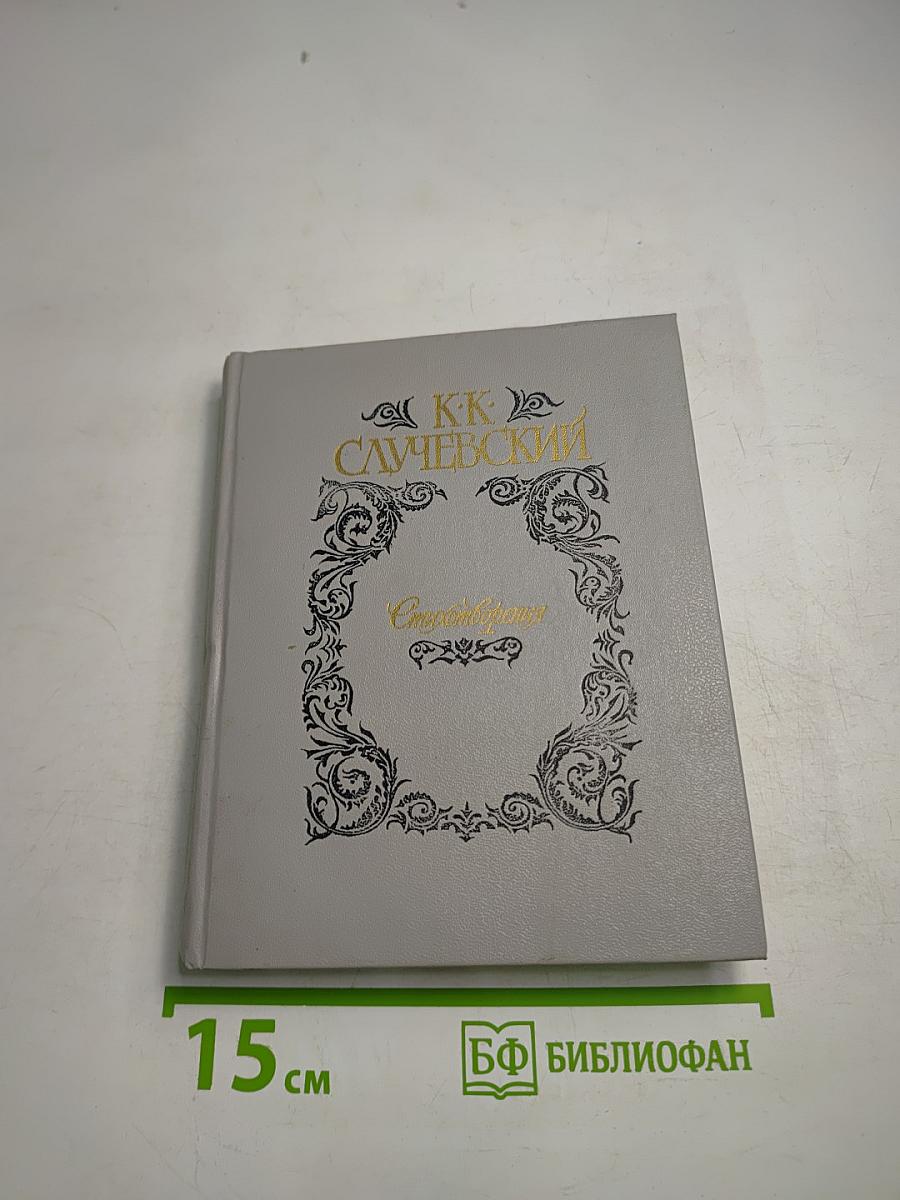 К·К·
СЛУЧЕВСКИЙ
Стихотворения
15 см
БФ БИБЛИОФАН